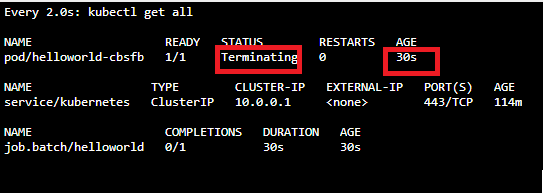 Every 2.0s: kubectl get all
NAME READY STATUS RESTARTS AGE
pod/helloworld-cbsfb 1/1 Terminating 0 30s
NAME TYPE CLUSTER-IP EXTERNAL-IP PORT(S) AGE
service/kubernetes ClusterIP 10.0.0.1 <none> 443/TCP 114m
NAME COMPLETIONS DURATION AGE
job.batch/helloworld 0/1 30s 30s